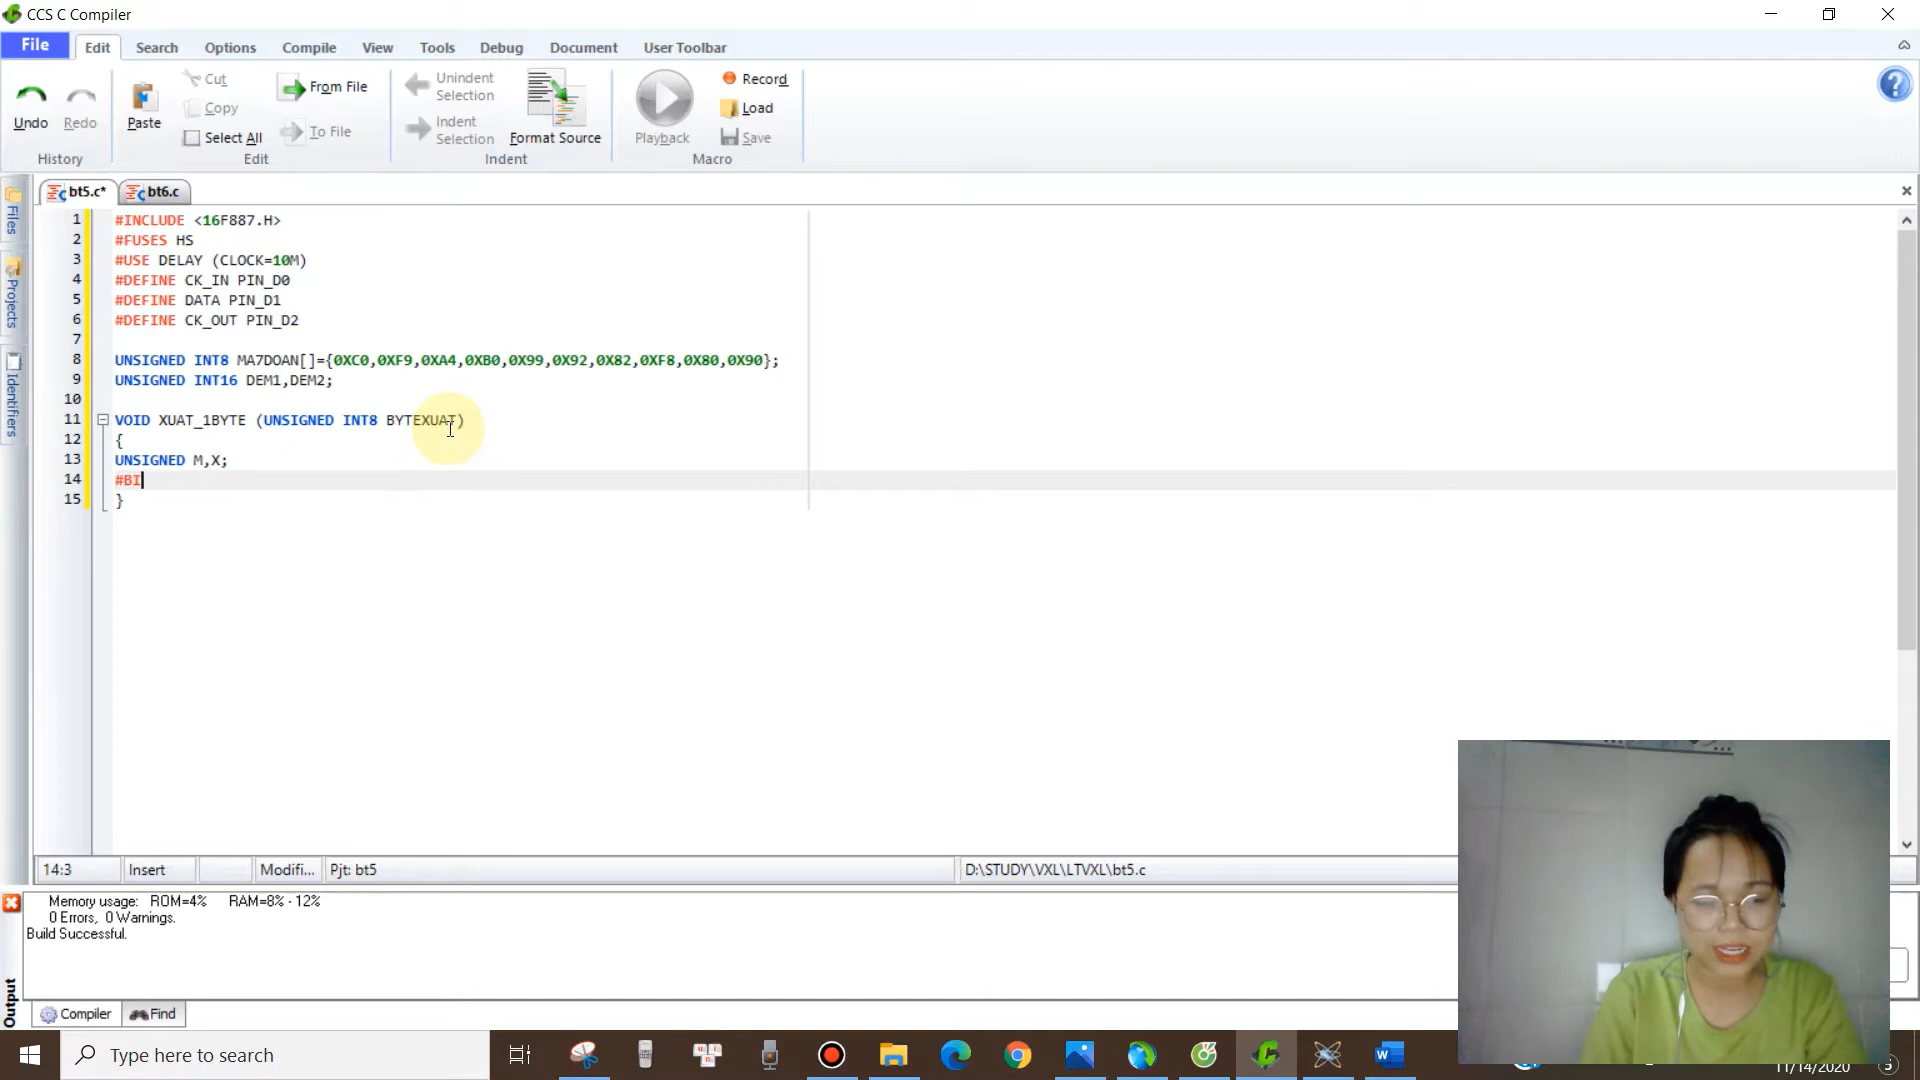 CCS C Compiler
File Edit Search Options Compile View Tools Debug Document User Toolbar
Undo Redo
History
Paste
Cut
Copy
Select All
From File
To File
Edit
Unindent Selection
Indent Selection
Format Source
Indent
Playback
Record
Load
Save
Macro
Files
Projects
Identifiers
bt5.c* bt6.c
1 #INCLUDE <16F887.H>
2 #FUSES HS
3 #USE DELAY (CLOCK=10M)
4 #DEFINE CK_IN PIN_D0
5 #DEFINE DATA PIN_D1
6 #DEFINE CK_OUT PIN_D2
7
8 UNSIGNED INT8 MA7DOAN[]={0XC0,0XF9,0XA4,0XB0,0X99,0X92,0X82,0XF8,0X80,0X90};
9 UNSIGNED INT16 DEM1,DEM2;
10
11 VOID XUAT_1BYTE (UNSIGNED INT8 BYTEXUAT)
12 {
13 UNSIGNED M,X;
14 #BI
15 }
14:3 Insert Modifi... Pjt: bt5 D:\STUDY\VXL\LTVXL\bt5.c
Memory usage: ROM=4% RAM=8% - 12%
0 Errors, 0 Warnings.
Build Successful.
Output
Compiler Find
Type here to search
11/14/2020
5